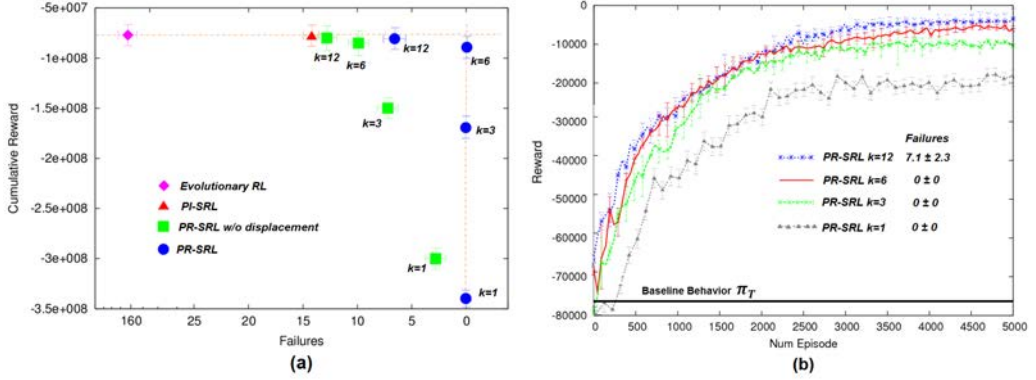 -5e+007
-1e+008
-1.5e+008
-2e+008
-2.5e+008
-3e+008
-3.5e+008
Cumulative Reward
k=12
k=6
k=12
k=6
k=3
k=3
k=1
k=1
Evolutionary RL
PI-SRL
PR-SRL w/o displacement
PR-SRL
160 25 20 15 10 5 0
Failures
(a)
0
-10000
-20000
-30000
-40000
-50000
-60000
-70000
-80000
Reward
Failures
PR-SRL k=12 7.1 ± 2.3
PR-SRL k=6 0 ± 0
PR-SRL k=3 0 ± 0
PR-SRL k=1 0 ± 0
Baseline Behavior π_T
0 500 1000 1500 2000 2500 3000 3500 4000 4500 5000
Num Episode
(b)